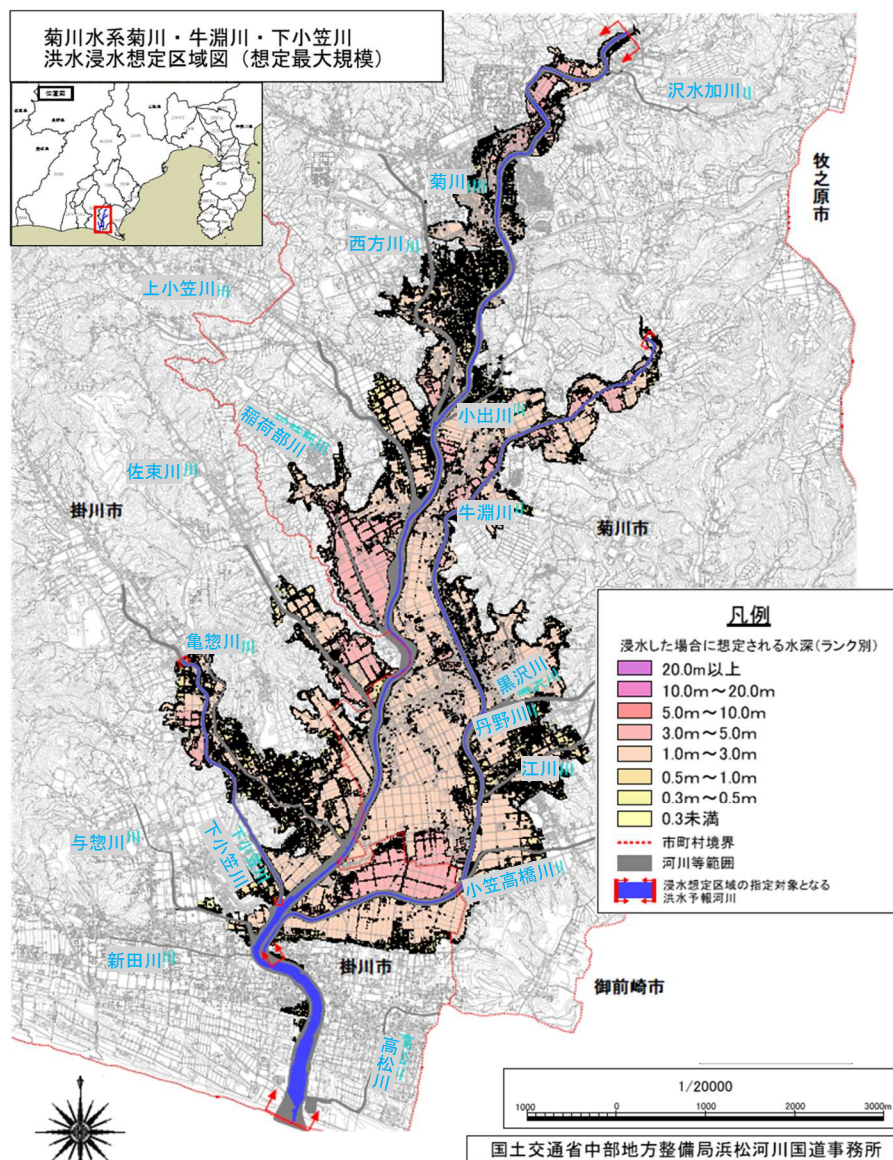 菊川水系菊川・牛淵川・下小笠川
洪水浸水想定区域図（想定最大規模）
位置図
沢水加川
牧之原市
菊川
西方川
上小笠川
小出川
稲荷部川
佐束川
掛川市
牛淵川
菊川市
亀惣川
黒沢川
丹野川
江川
与惣川
下小笠川
小笠高橋川
新田川
掛川市
御前崎市
高松川
凡例
浸水した場合に想定される水深(ランク別)
20.0m以上
10.0m～20.0m
5.0m～10.0m
3.0m～5.0m
1.0m～3.0m
0.5m～1.0m
0.3m～0.5m
0.3未満
市町村境界
河川等範囲
浸水想定区域の指定対象となる
洪水予報河川
1/20000
1000 0 1000 2000 3000m
国土交通省中部地方整備局浜松河川国道事務所